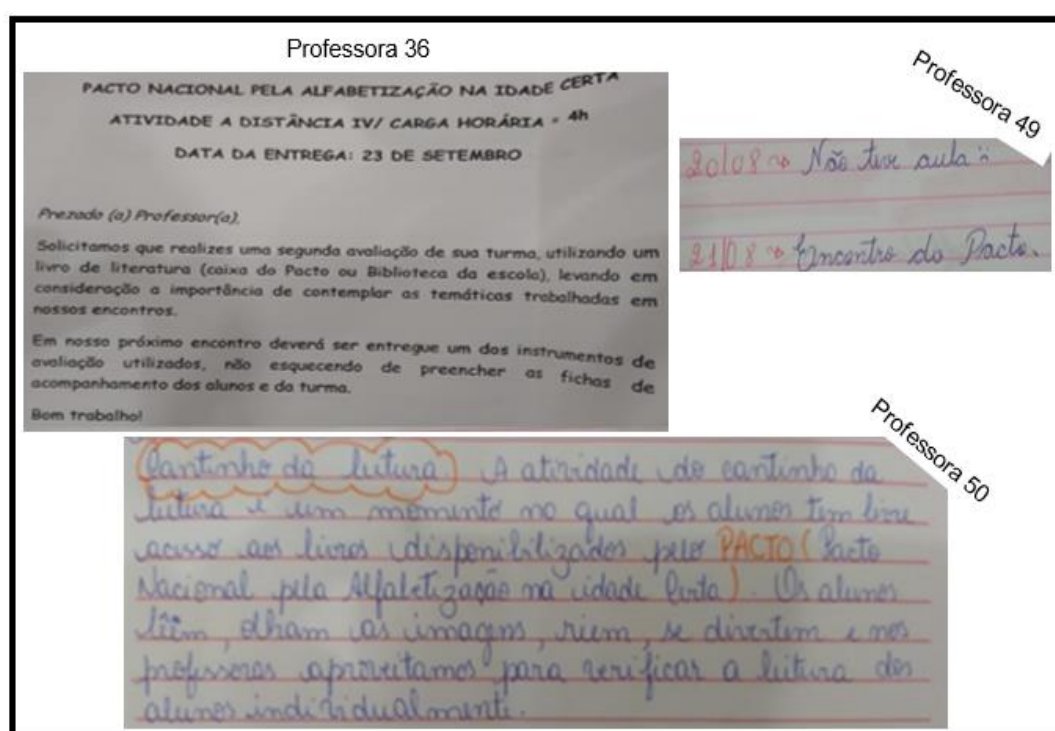 Professora 36
PACTO NACIONAL PELA ALFABETIZAÇÃO NA IDADE CERTA
ATIVIDADE A DISTÂNCIA IV/ CARGA HORÁRIA = 4h
DATA DA ENTREGA: 23 DE SETEMBRO
Prezado (a) Professor(a),
Solicitamos que realizes uma segunda avaliação de sua turma, utilizando um
livro de literatura (caixa do Pacto ou Biblioteca da escola), levando em
consideração a importância de contemplar as temáticas trabalhadas em
nossos encontros.
Em nosso próximo encontro deverá ser entregue um dos instrumentos de
avaliação utilizados, não esquecendo de preencher as fichas de
acompanhamento dos alunos e da turma.
Bom trabalho!
Professora 49
20/08 → Não tive aula
21/08 → Encontro do Pacto.
Professora 50
Cantinho da leitura A atividade do cantinho da
leitura é um momento no qual os alunos tem livre
acesso aos livros disponibilizados pelo PACTO (Pacto
Nacional pela Alfabetização na idade Certa). Os alunos
lêem, olham as imagens, riem, se divertem e nos
professoras aproveitamos para verificar a leitura dos
alunos individualmente.